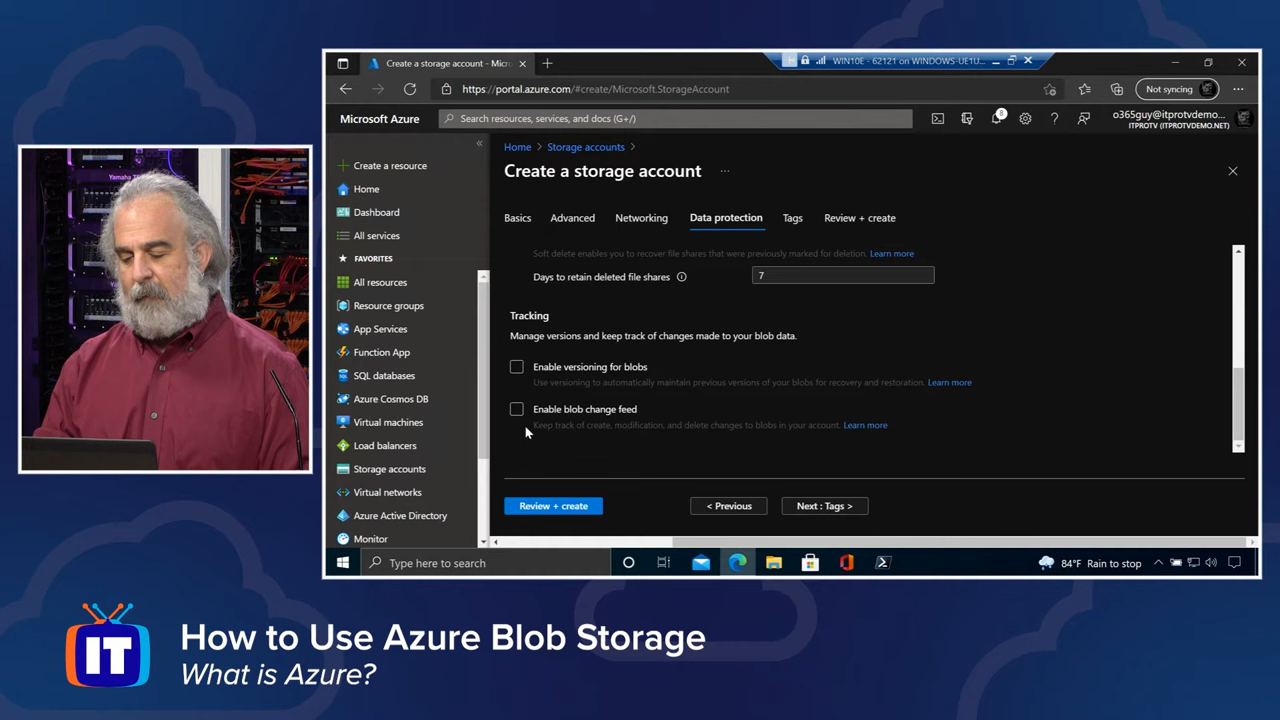 Create a storage account - Micr
WIN10E - 62121 on WINDOWS-UE1U...
https://portal.azure.com/#create/Microsoft.StorageAccount
Not syncing
Microsoft Azure
Search resources, services, and docs (G+/)
8
o365guy@itprotvdemo....
ITPROTV (ITPROTVDEMO.NET)
Create a resource
Home
Dashboard
All services
FAVORITES
All resources
Resource groups
App Services
Function App
SQL databases
Azure Cosmos DB
Virtual machines
Load balancers
Storage accounts
Virtual networks
Azure Active Directory
Monitor
Home > Storage accounts >
Create a storage account ...
Basics Advanced Networking Data protection Tags Review + create
Soft delete enables you to recover file shares that were previously marked for deletion. Learn more
Days to retain deleted file shares 7
Tracking
Manage versions and keep track of changes made to your blob data.
Enable versioning for blobs
Use versioning to automatically maintain previous versions of your blobs for recovery and restoration. Learn more
Enable blob change feed
Keep track of create, modification, and delete changes to blobs in your account. Learn more
Review + create < Previous Next : Tags >
Type here to search
84°F Rain to stop
IT
How to Use Azure Blob Storage
What is Azure?